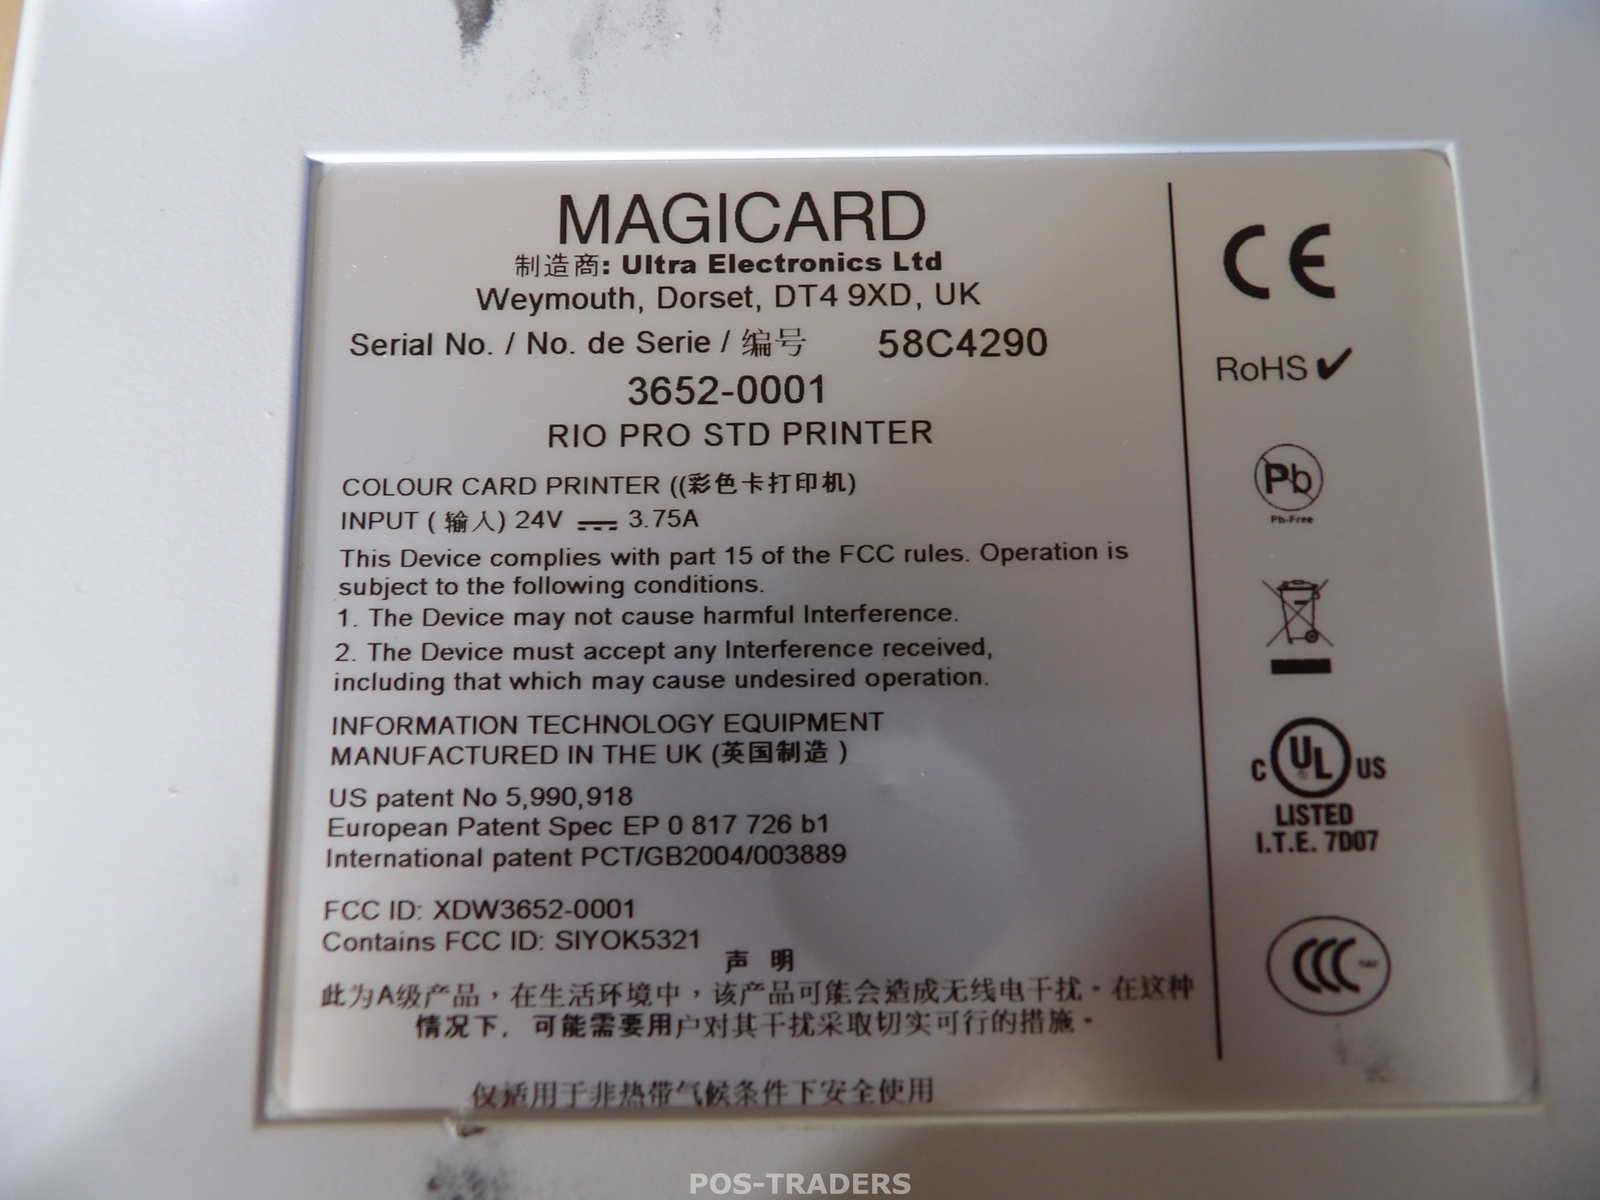 MAGICARD
制造商: Ultra Electronics Ltd
Weymouth, Dorset, DT4 9XD, UK
Serial No. / No. de Serie / 编号 58C4290
3652-0001
RIO PRO STD PRINTER
COLOUR CARD PRINTER ((彩色卡打印机)
INPUT ( 输入) 24V 3.75A
This Device complies with part 15 of the FCC rules. Operation is
subject to the following conditions.
1. The Device may not cause harmful Interference.
2. The Device must accept any Interference received,
including that which may cause undesired operation.
INFORMATION TECHNOLOGY EQUIPMENT
MANUFACTURED IN THE UK (英国制造 )
US patent No 5,990,918
European Patent Spec EP 0 817 726 b1
International patent PCT/GB2004/003889
FCC ID: XDW3652-0001
Contains FCC ID: SIYOK5321
声 明
此为A级产品，在生活环境中，该产品可能会造成无线电干扰。在这种
情况下，可能需要用户对其干扰采取切实可行的措施。
仅适用于非热带气候条件下安全使用
CE
RoHS ✓
Pb
Pb-Free
C UL ® US
LISTED
I.T.E. 7D07
CCC
POS-TRADERS